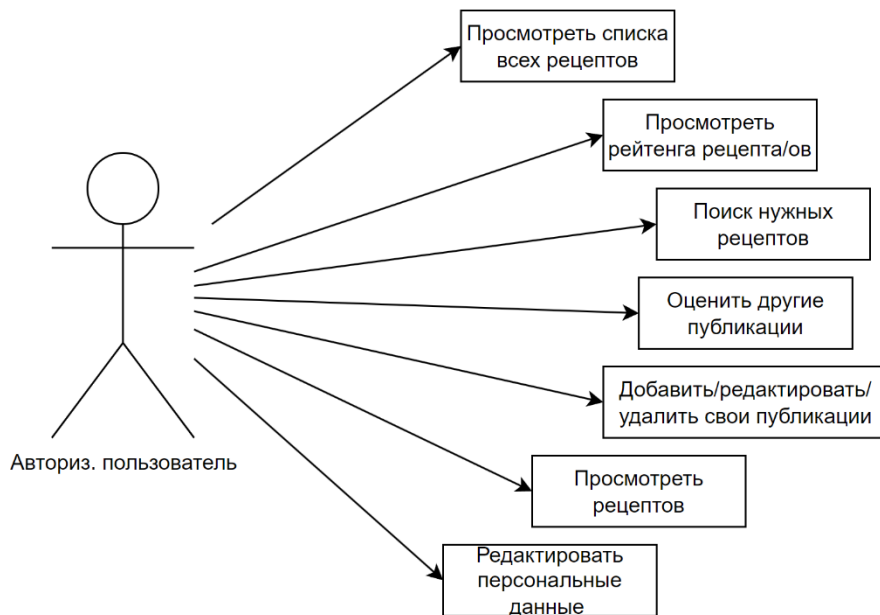 Просмотреть списка
всех рецептов
Просмотреть
рейтенга рецепта/ов
Поиск нужных
рецептов
Оценить другие
публикации
Добавить/редактировать/
удалить свои публикации
Авториз. пользователь
Просмотреть
рецептов
Редактировать
персональные
данные